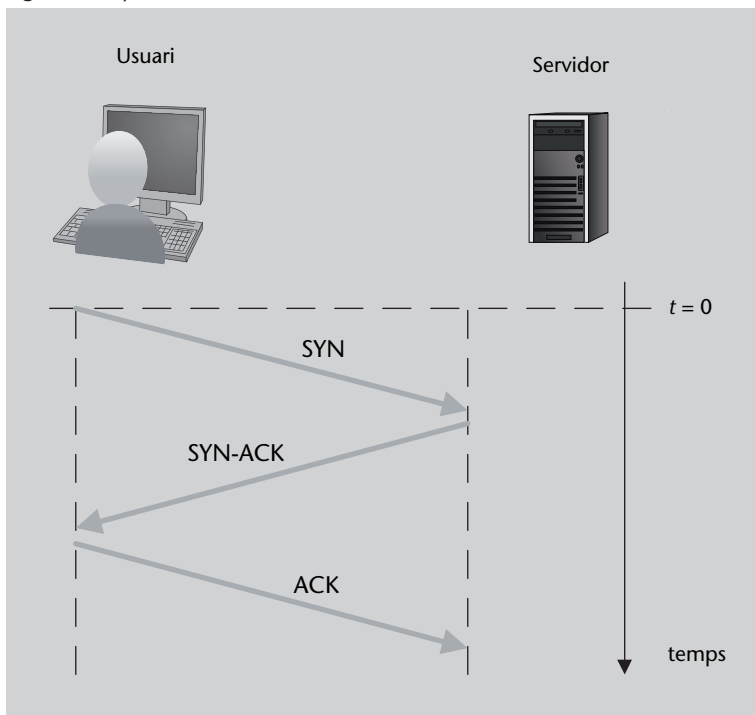 Usuari
Servidor
t = 0
SYN
SYN-ACK
ACK
temps